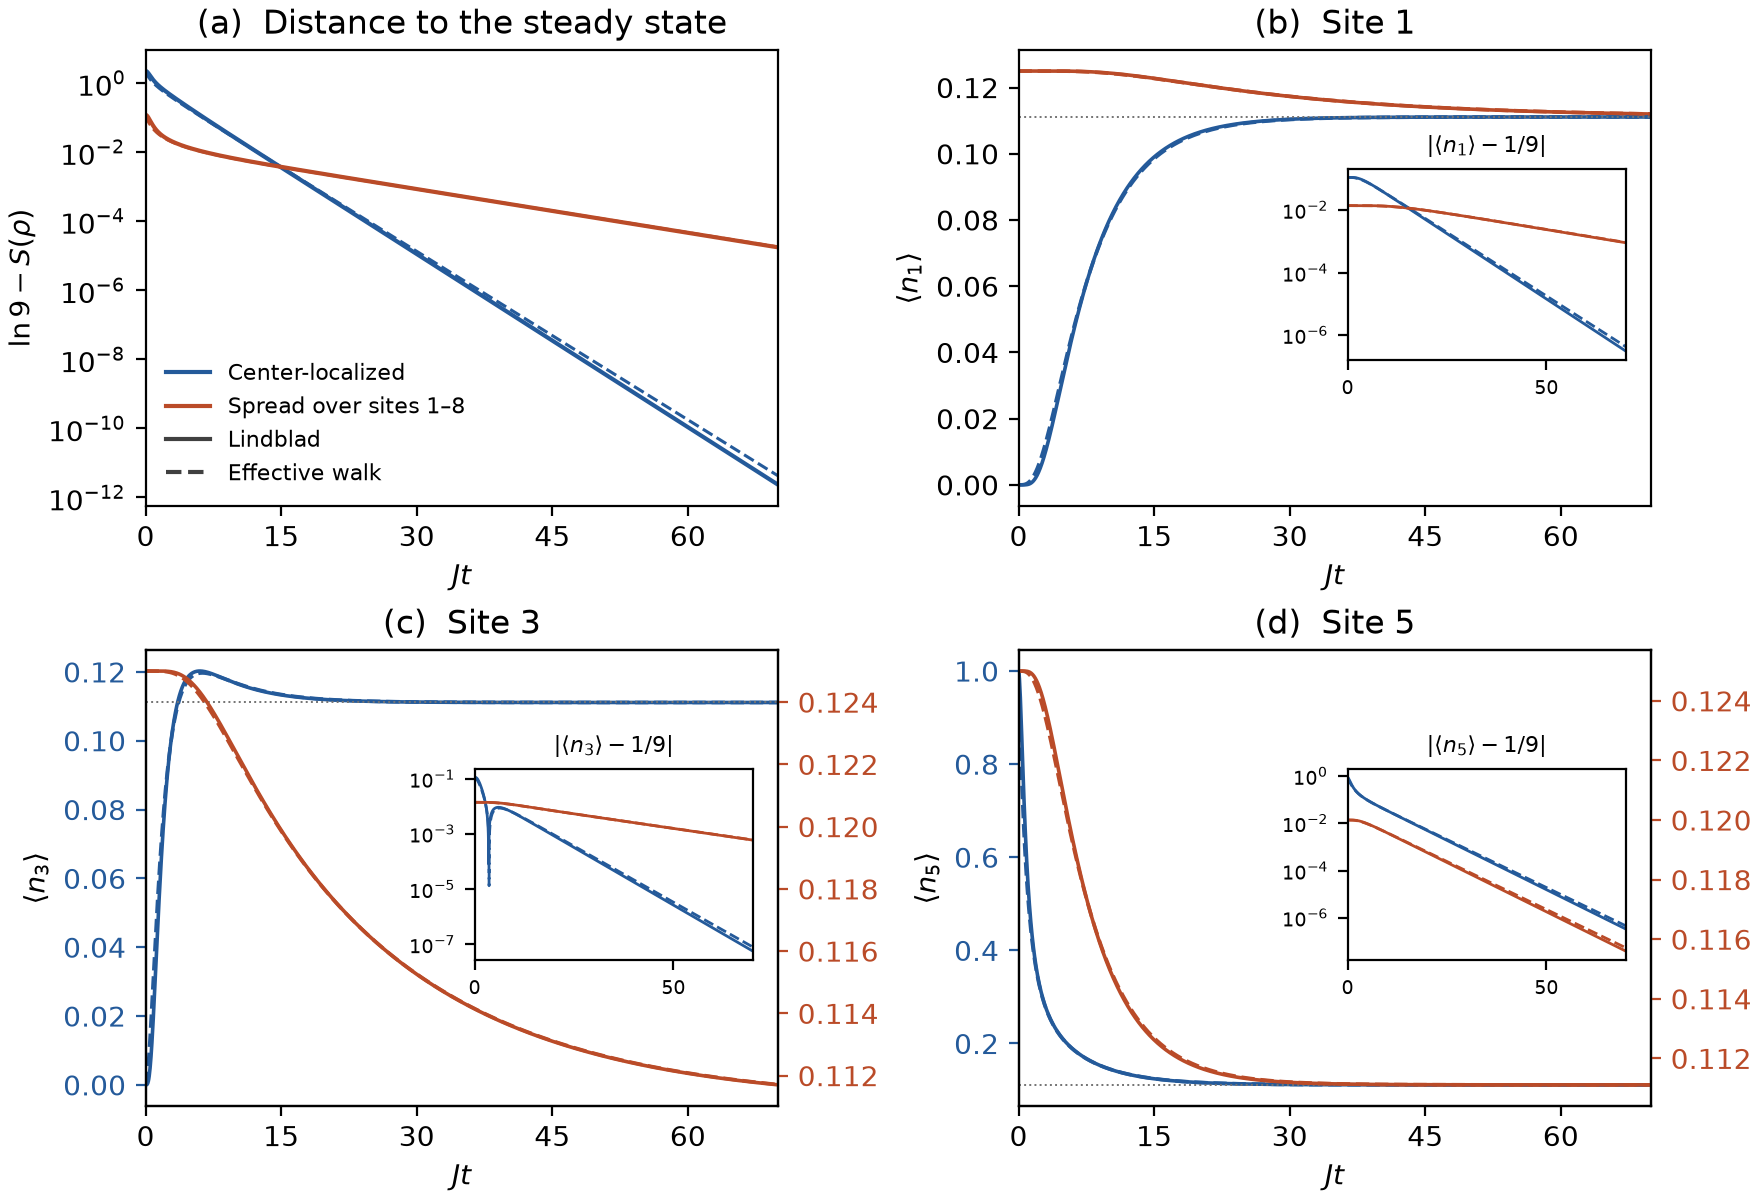 (a) Distance to the steady state
10⁰
10⁻²
10⁻⁴
10⁻⁶
10⁻⁸
10⁻¹⁰
10⁻¹²
ln 9 − S(ρ)
Center-localized
Spread over sites 1–8
Lindblad
Effective walk
0 15 30 45 60
Jt
(b) Site 1
0.12
0.10
0.08
0.06
0.04
0.02
0.00
⟨n₁⟩
|⟨n₁⟩ − 1/9|
10⁻²
10⁻⁴
10⁻⁶
0 50
0 15 30 45 60
Jt
(c) Site 3
0.12
0.10
0.08
0.06
0.04
0.02
0.00
⟨n₃⟩
|⟨n₃⟩ − 1/9|
10⁻¹
10⁻³
10⁻⁵
10⁻⁷
0 50
0.124
0.122
0.120
0.118
0.116
0.114
0.112
0 15 30 45 60
Jt
(d) Site 5
1.0
0.8
0.6
0.4
0.2
⟨n₅⟩
|⟨n₅⟩ − 1/9|
10⁰
10⁻²
10⁻⁴
10⁻⁶
0 50
0.124
0.122
0.120
0.118
0.116
0.114
0.112
0 15 30 45 60
Jt